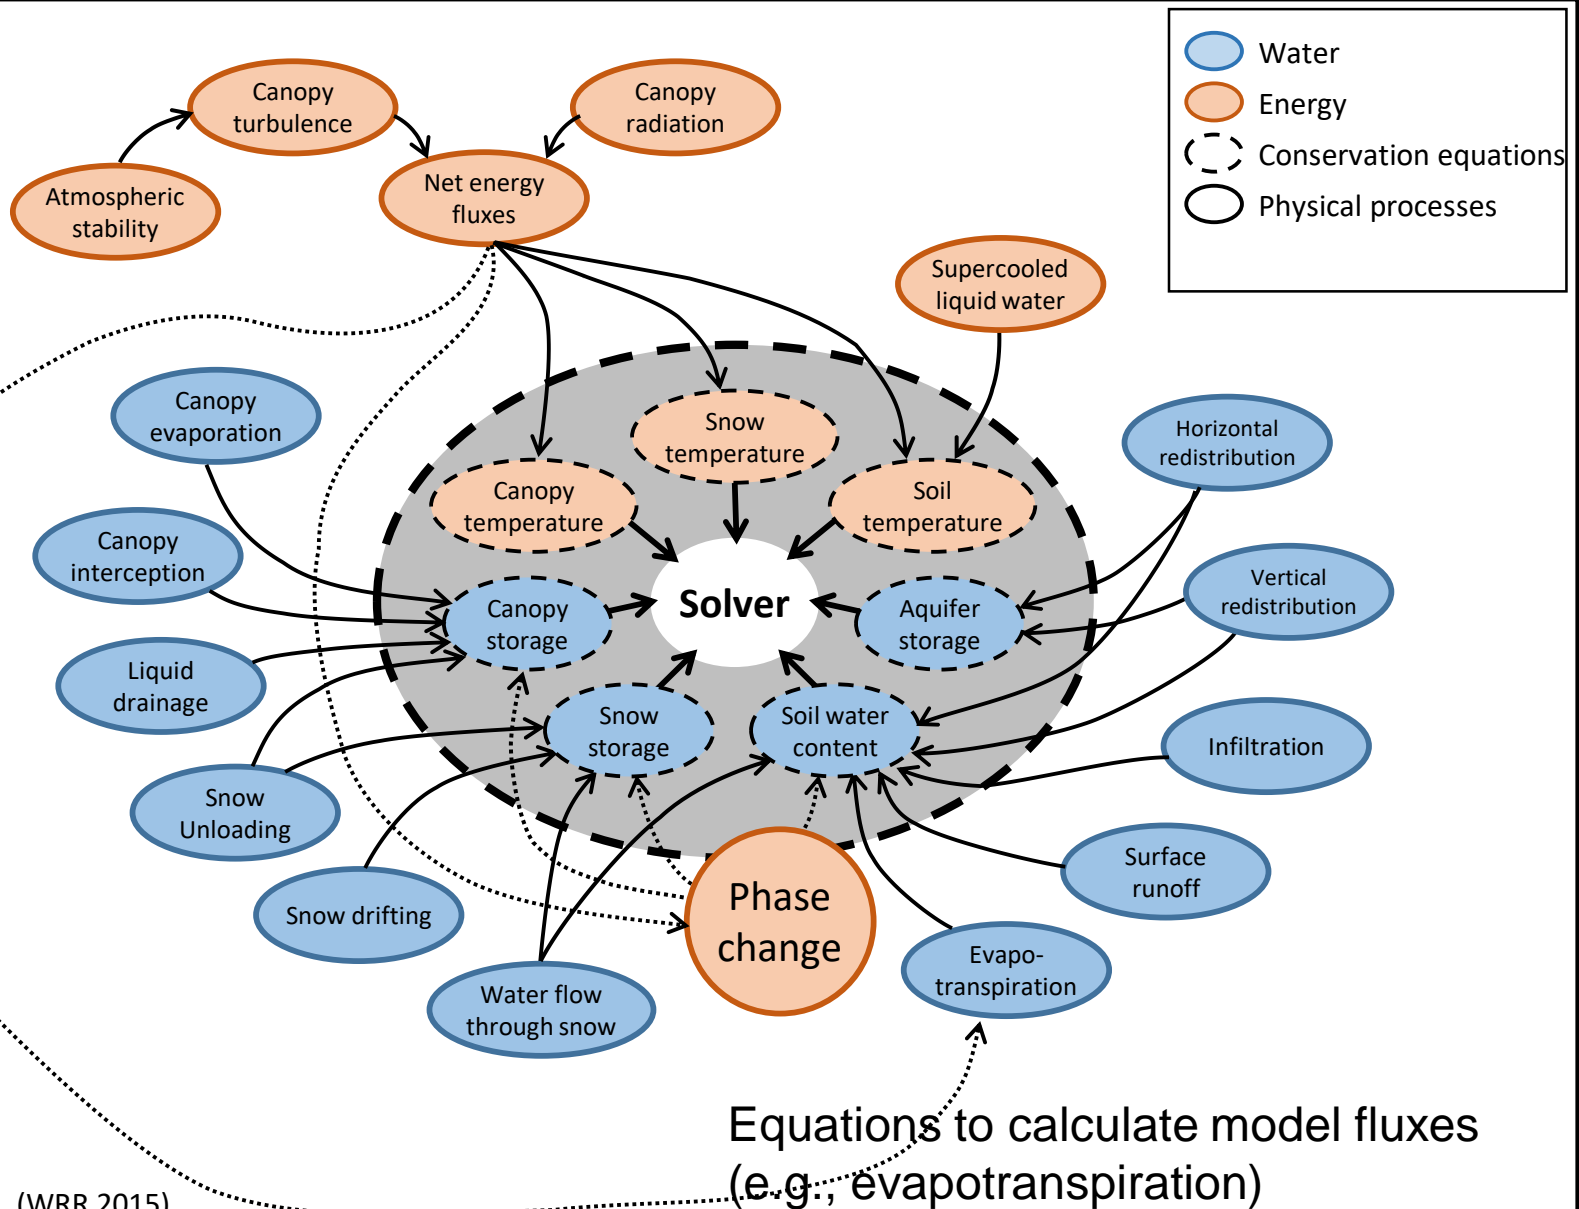 Water
Energy
Conservation equations
Physical processes
Canopy
turbulence
Canopy
radiation
Atmospheric
stability
Net energy
fluxes
Supercooled
liquid water
Canopy
evaporation
Snow
temperature
Horizontal
redistribution
Canopy
temperature
Soil
temperature
Canopy
interception
Vertical
redistribution
Canopy
storage
Solver
Aquifer
storage
Liquid
drainage
Snow
storage
Soil water
content
Infiltration
Snow
Unloading
Surface
runoff
Snow drifting
Phase
change
Evapo-
transpiration
Water flow
through snow
Equations to calculate model fluxes
(e.g., evapotranspiration)
(WRR 2015)